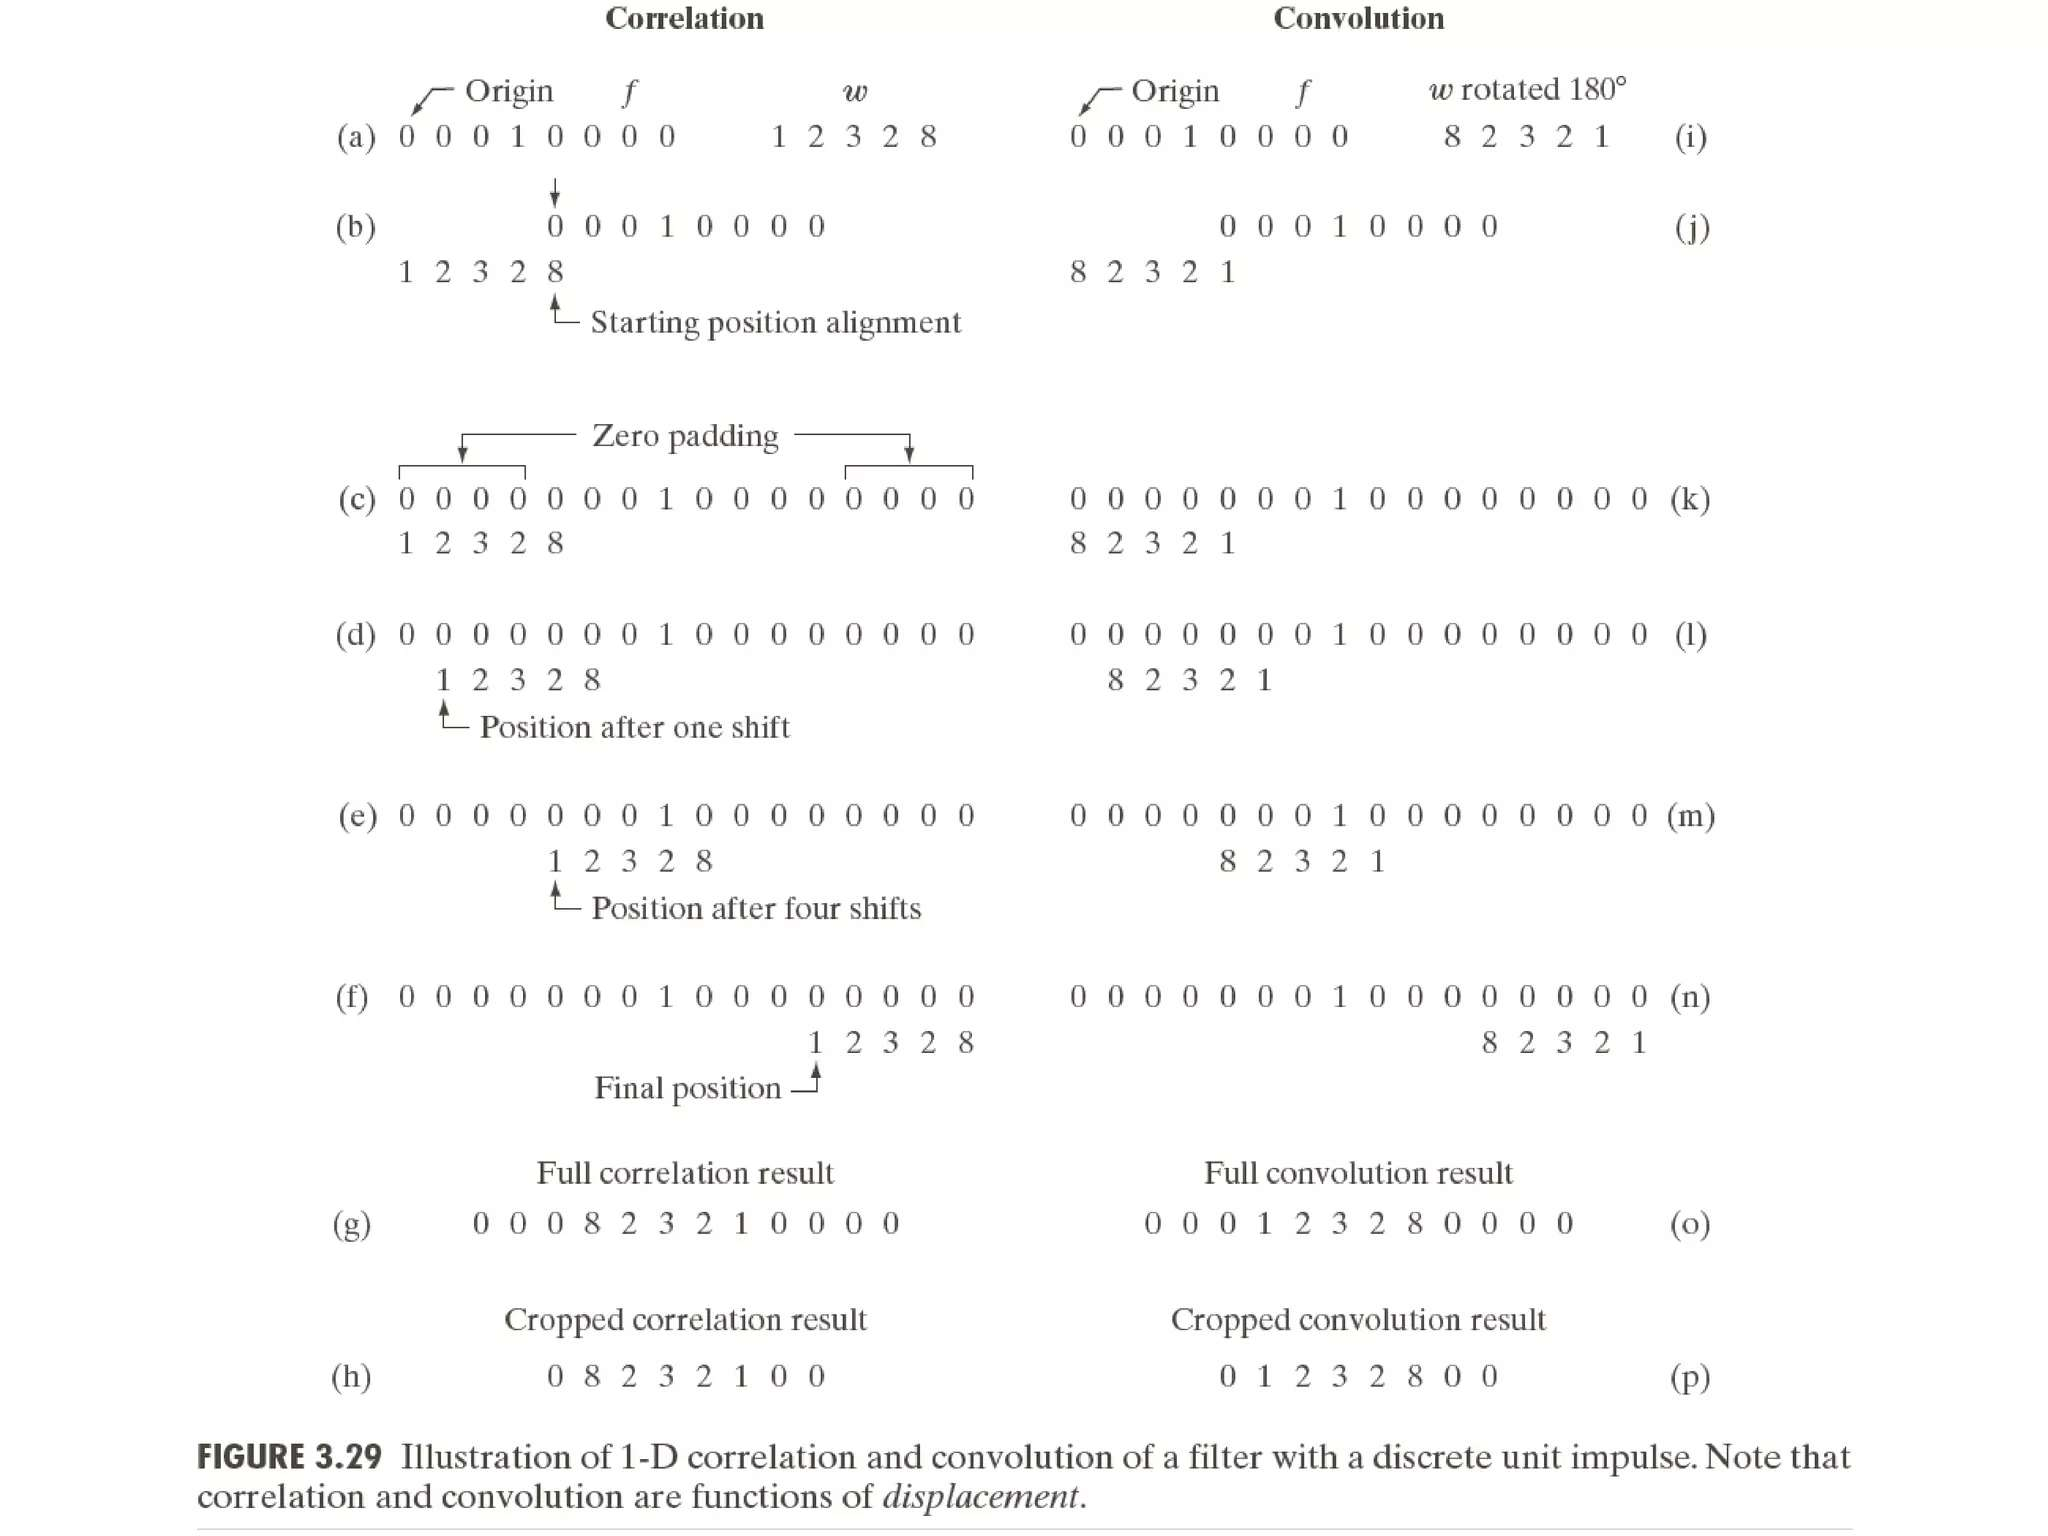 Correlation Convolution
Origin f w Origin f w rotated 180°
(a) 0 0 0 1 0 0 0 0 1 2 3 2 8 0 0 0 1 0 0 0 0 8 2 3 2 1 (i)
(b) 0 0 0 1 0 0 0 0 0 0 0 1 0 0 0 0 (j)
1 2 3 2 8 8 2 3 2 1
Starting position alignment
Zero padding
(c) 0 0 0 0 0 0 0 1 0 0 0 0 0 0 0 0 0 0 0 0 0 0 0 1 0 0 0 0 0 0 0 0 (k)
1 2 3 2 8 8 2 3 2 1
(d) 0 0 0 0 0 0 0 1 0 0 0 0 0 0 0 0 0 0 0 0 0 0 0 1 0 0 0 0 0 0 0 0 (l)
1 2 3 2 8 8 2 3 2 1
Position after one shift
(e) 0 0 0 0 0 0 0 1 0 0 0 0 0 0 0 0 0 0 0 0 0 0 0 1 0 0 0 0 0 0 0 0 (m)
1 2 3 2 8 8 2 3 2 1
Position after four shifts
(f) 0 0 0 0 0 0 0 1 0 0 0 0 0 0 0 0 0 0 0 0 0 0 0 1 0 0 0 0 0 0 0 0 (n)
1 2 3 2 8 8 2 3 2 1
Final position
Full correlation result Full convolution result
(g) 0 0 0 8 2 3 2 1 0 0 0 0 0 0 0 1 2 3 2 8 0 0 0 0 (o)
Cropped correlation result Cropped convolution result
(h) 0 8 2 3 2 1 0 0 0 1 2 3 2 8 0 0 (p)
FIGURE 3.29 Illustration of 1-D correlation and convolution of a filter with a discrete unit impulse. Note that
correlation and convolution are functions of displacement.